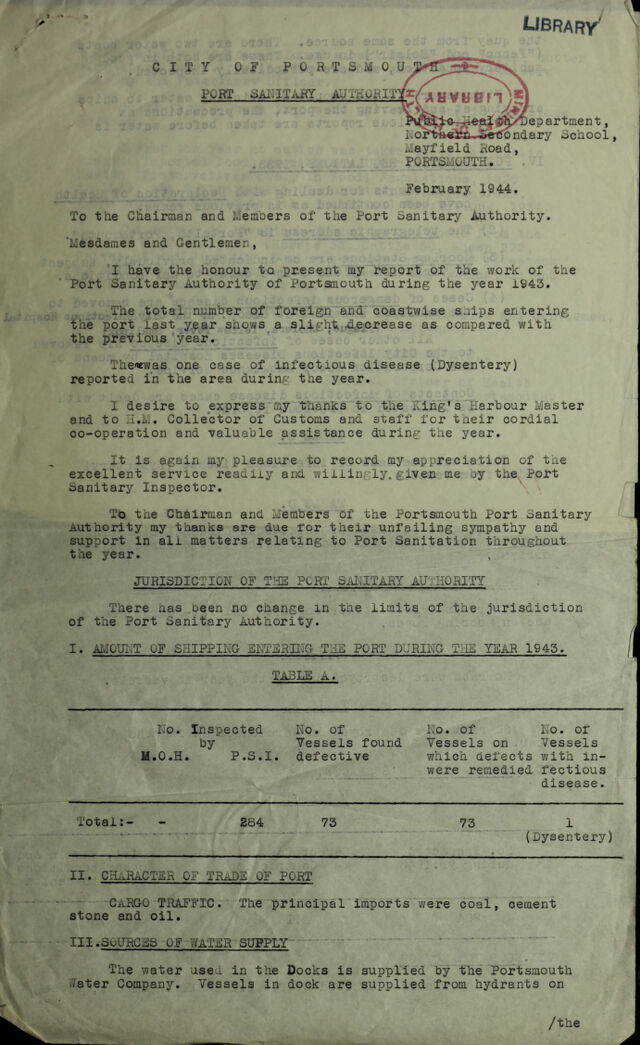 LIBRARY
CITY OF PORTSMOUTH
PORT SANITARY AUTHORITY
LIBRARY
Public Health Department,
Northern Secondary School,
Mayfield Road,
PORTSMOUTH.
February 1944.
To the Chairman and Members of the Port Sanitary Authority.
Mesdames and Gentlemen,
I have the honour to present my report of the work of the
Port Sanitary Authority of Portsmouth during the year 1943.
The total number of foreign and coastwise ships entering
the port last year shows a slight decrease as compared with
the previous year.
There was one case of infectious disease (Dysentery)
reported in the area during the year.
I desire to express my thanks to the King's Harbour Master
and to H.M. Collector of Customs and staff for their cordial
co-operation and valuable assistance during the year.
It is again my pleasure to record my appreciation of the
excellent service readily and willingly given me by the Port
Sanitary Inspector.
To the Chairman and Members of the Portsmouth Port Sanitary
Authority my thanks are due for their unfailing sympathy and
support in all matters relating to Port Sanitation throughout
the year.
JURISDICTION OF THE PORT SANITARY AUTHORITY
There has been no change in the limits of the jurisdiction
of the Port Sanitary Authority.
I. AMOUNT OF SHIPPING ENTERING THE PORT DURING THE YEAR 1943.
TABLE A.
No. Inspected No. of No. of No. of
by Vessels found Vessels on Vessels
M.O.H. P.S.I. defective which defects with in-
were remedied fectious
disease.
Total:- - 284 73 73 1
(Dysentery)
II. CHARACTER OF TRADE OF PORT
CARGO TRAFFIC. The principal imports were coal, cement
stone and oil.
III.SOURCES OF WATER SUPPLY
The water used in the Docks is supplied by the Portsmouth
Water Company. Vessels in dock are supplied from hydrants on
/the